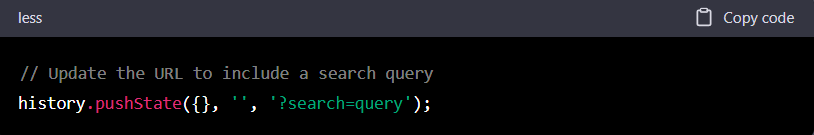 less
Copy code
// Update the URL to include a search query
history.pushState({}, '', '?search=query');